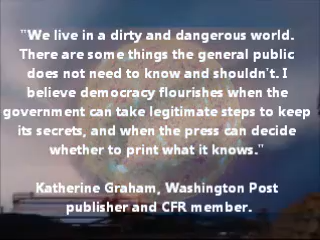 "We live in a dirty and dangerous world.
There are some things the general public
does not need to know and shouldn't. I
believe democracy flourishes when the
government can take legitimate steps to keep
its secrets, and when the press can decide
whether to print what it knows."
Katherine Graham, Washington Post
publisher and CFR member.